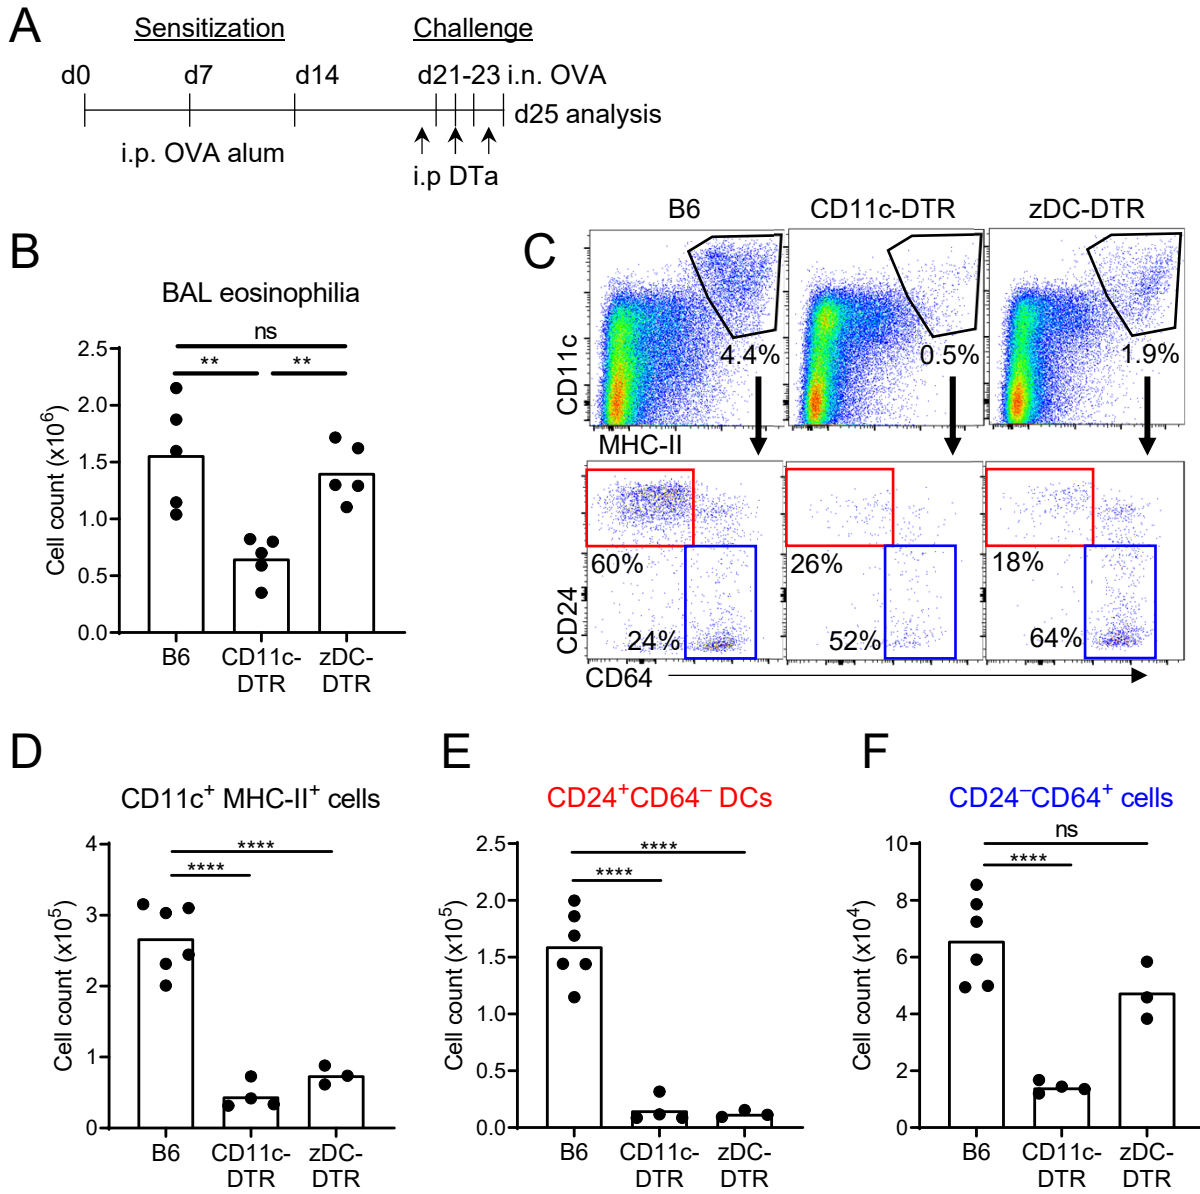 A
Sensitization Challenge
d0 d7 d14 d21-23 i.n. OVA
d25 analysis
i.p. OVA alum
i.p DTa
B
BAL eosinophilia
ns
** **
Cell count (x10⁶)
2.5
2.0
1.5
1.0
0.5
0.0
B6 CD11c-DTR zDC-DTR
C
B6 CD11c-DTR zDC-DTR
CD11c
4.4% 0.5% 1.9%
MHC-II
60% 26% 18%
24% 52% 64%
CD24
CD64
D
CD11c⁺ MHC-II⁺ cells
****
****
Cell count (x10⁵)
4
3
2
1
0
B6 CD11c-DTR zDC-DTR
E
CD24⁺CD64⁻ DCs
****
****
Cell count (x10⁵)
2.5
2.0
1.5
1.0
0.5
0.0
B6 CD11c-DTR zDC-DTR
F
CD24⁻CD64⁺ cells
ns
****
Cell count (x10⁴)
10
8
6
4
2
0
B6 CD11c-DTR zDC-DTR